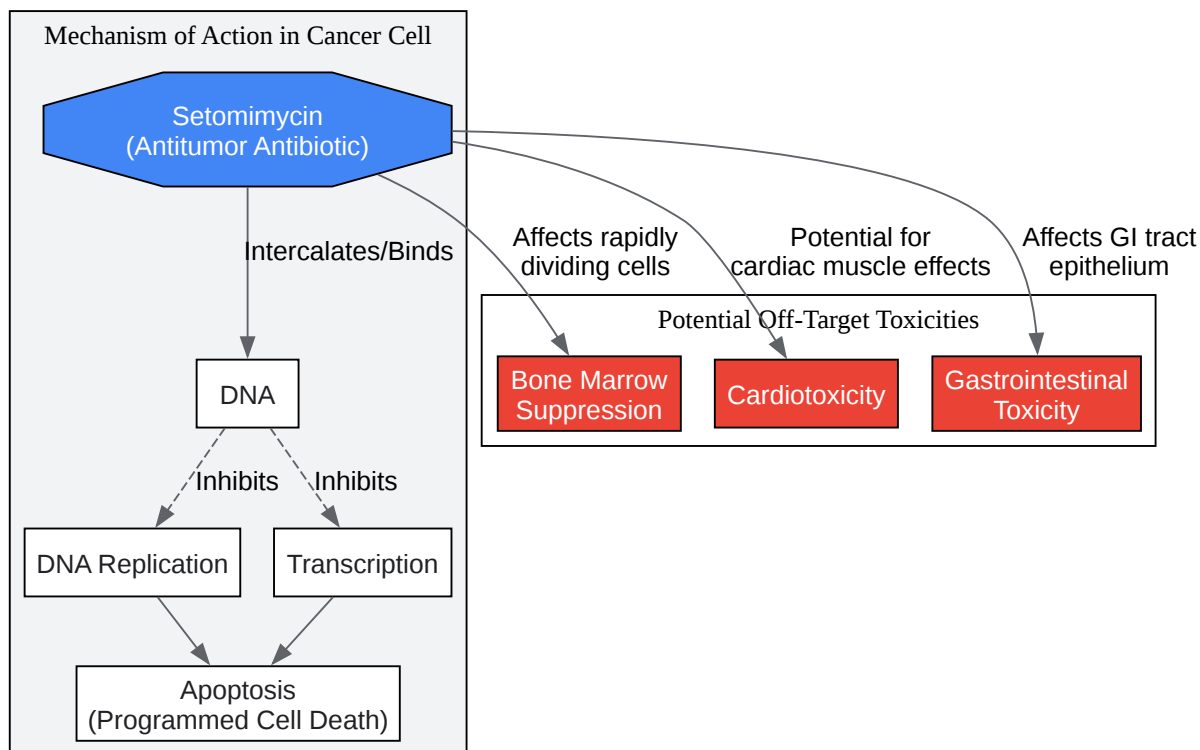 Mechanism of Action in Cancer Cell
Setomimycin
(Antitumor Antibiotic)
Intercalates/Binds
Affects rapidly
dividing cells
Potential for
cardiac muscle effects
Affects GI tract
epithelium
Potential Off-Target Toxicities
Bone Marrow
Suppression
Cardiotoxicity
Gastrointestinal
Toxicity
DNA
Inhibits
Inhibits
DNA Replication
Transcription
Apoptosis
(Programmed Cell Death)